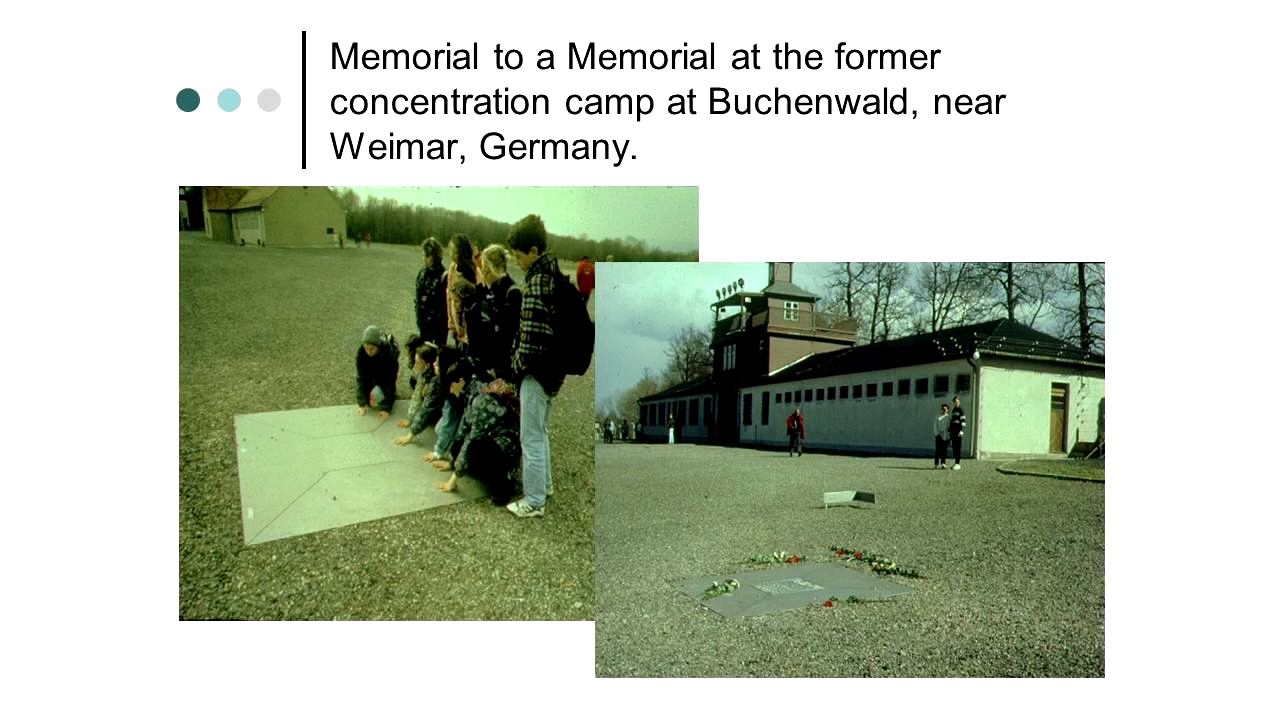 Memorial to a Memorial at the former
concentration camp at Buchenwald, near
Weimar, Germany.